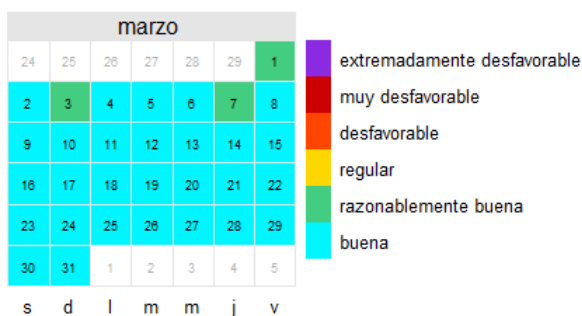 marzo
24 25 26 27 28 29 1
2 3 4 5 6 7 8
9 10 11 12 13 14 15
16 17 18 19 20 21 22
23 24 25 26 27 28 29
30 31 1 2 3 4 5
s d l m m j v
extremadamente desfavorable
muy desfavorable
desfavorable
regular
razonablemente buena
buena